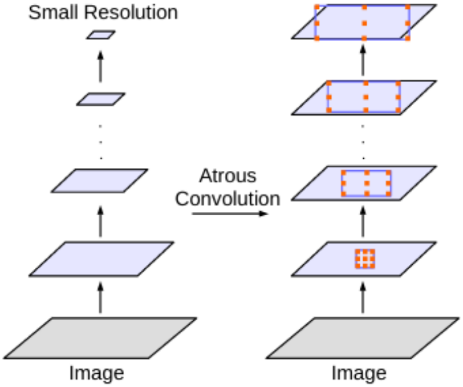 Small Resolution
Atrous
Convolution
Image
Image